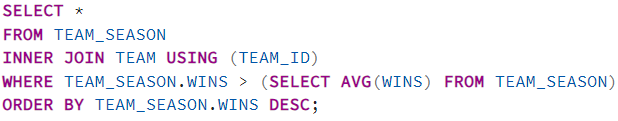 SELECT *
FROM TEAM_SEASON
INNER JOIN TEAM USING (TEAM_ID)
WHERE TEAM_SEASON.WINS > (SELECT AVG(WINS) FROM TEAM_SEASON)
ORDER BY TEAM_SEASON.WINS DESC;